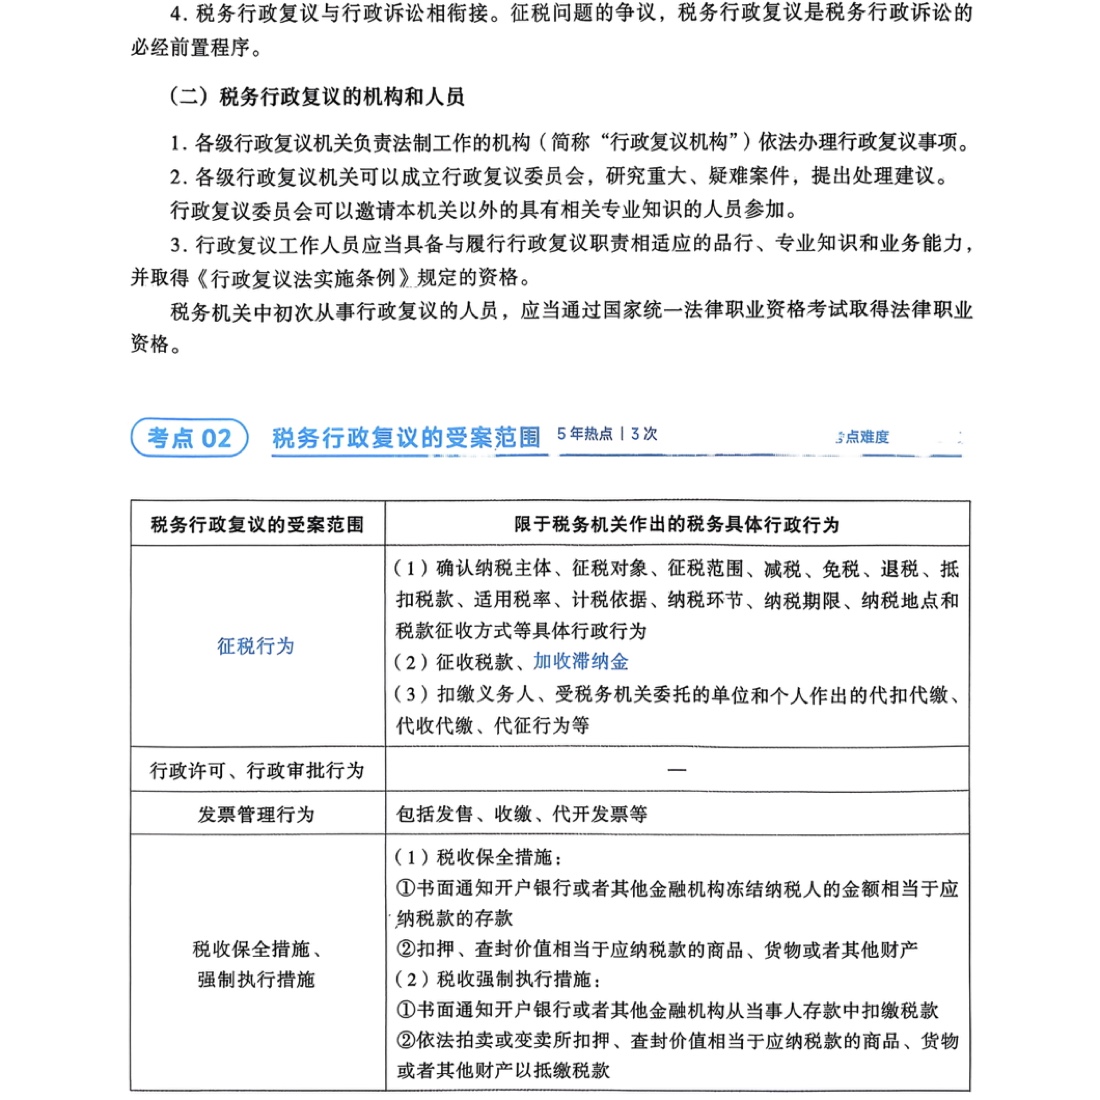 4. 税务行政复议与行政诉讼相衔接。征税问题的争议，税务行政复议是税务行政诉讼的
必经前置程序。
（二）税务行政复议的机构和人员
1. 各级行政复议机关负责法制工作的机构（简称“行政复议机构”）依法办理行政复议事项。
2. 各级行政复议机关可以成立行政复议委员会，研究重大、疑难案件，提出处理建议。
行政复议委员会可以邀请本机关以外的具有相关专业知识的人员参加。
3. 行政复议工作人员应当具备与履行行政复议职责相适应的品行、专业知识和业务能力，
并取得《行政复议法实施条例》规定的资格。
税务机关中初次从事行政复议的人员，应当通过国家统一法律职业资格考试取得法律职业
资格。
考点 02 税务行政复议的受案范围 5年热点 | 3次 点难度
税务行政复议的受案范围 限于税务机关作出的税务具体行政行为
征税行为
（1）确认纳税主体、征税对象、征税范围、减税、免税、退税、抵
扣税款、适用税率、计税依据、纳税环节、纳税期限、纳税地点和
税款征收方式等具体行政行为
（2）征收税款、加收滞纳金
（3）扣缴义务人、受税务机关委托的单位和个人作出的代扣代缴、
代收代缴、代征行为等
行政许可、行政审批行为 —
发票管理行为 包括发售、收缴、代开发票等
税收保全措施、
强制执行措施
（1）税收保全措施：
①书面通知开户银行或者其他金融机构冻结纳税人的金额相当于应
纳税款的存款
②扣押、查封价值相当于应纳税款的商品、货物或者其他财产
（2）税收强制执行措施：
①书面通知开户银行或者其他金融机构从当事人存款中扣缴税款
②依法拍卖或变卖所扣押、查封价值相当于应纳税款的商品、货物
或者其他财产以抵缴税款